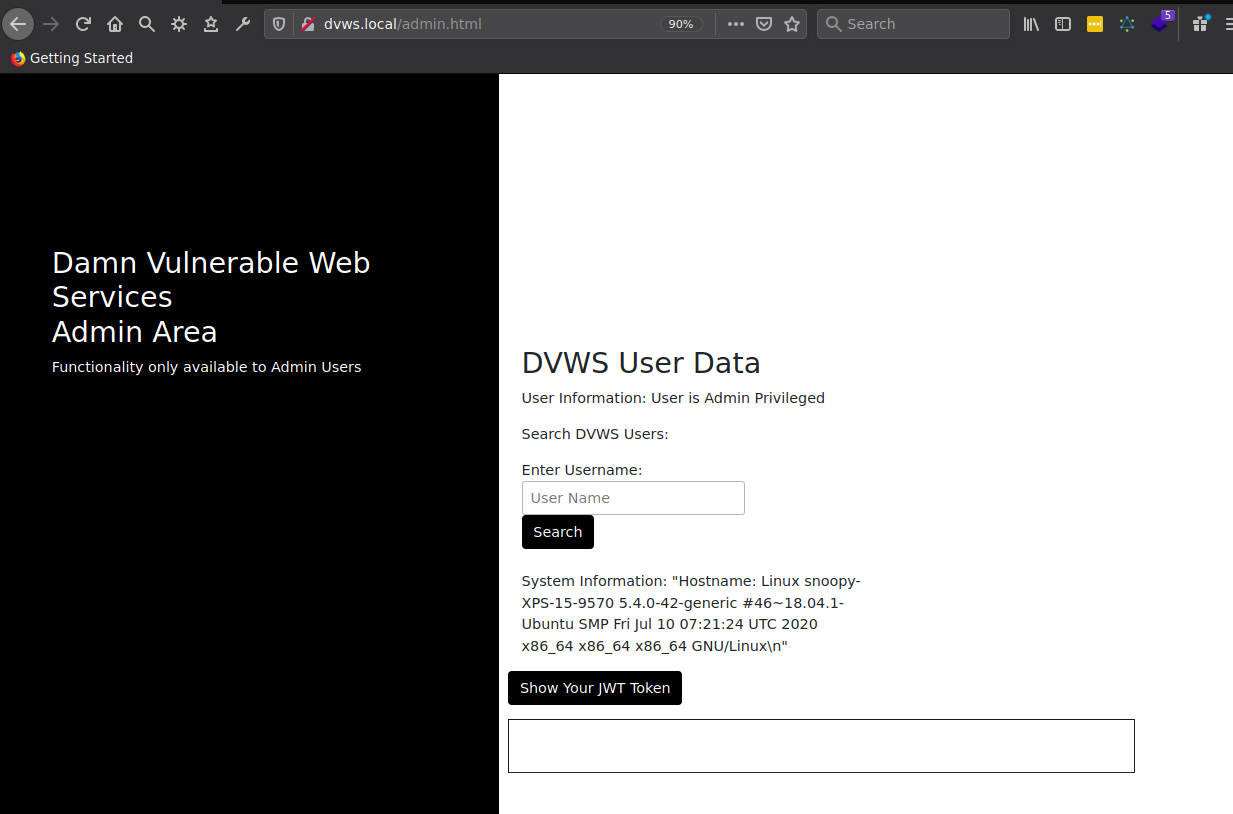 dvws.local/admin.html
90%
Search
5
Getting Started
Damn Vulnerable Web
Services
Admin Area
Functionality only available to Admin Users
DVWS User Data
User Information: User is Admin Privileged
Search DVWS Users:
Enter Username:
User Name
Search
System Information: "Hostname: Linux snoopy-
XPS-15-9570 5.4.0-42-generic #46~18.04.1-
Ubuntu SMP Fri Jul 10 07:21:24 UTC 2020
x86_64 x86_64 x86_64 GNU/Linux\n"
Show Your JWT Token